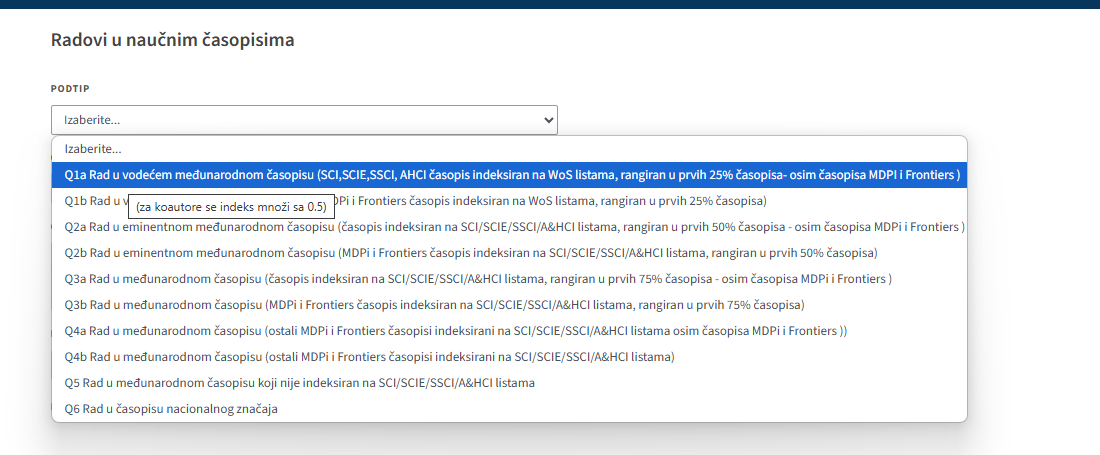 Radovi u naučnim časopisima
PODTIP
Izaberite...
Izaberite...
Q1a Rad u vodećem međunarodnom časopisu (SCI,SCIE,SSCI, AHCI časopis indeksiran na WoS listama, rangiran u prvih 25% časopisa- osim časopisa MDPI i Frontiers )
Q1b Rad u v
(za koautore se indeks množi sa 0.5)
i Frontiers časopis indeksiran na WoS listama, rangiran u prvih 25% časopisa)
Q2a Rad u eminentnom međunarodnom časopisu (časopis indeksiran na SCI/SCIE/SSCI/A&HCI listama, rangiran u prvih 50% časopisa - osim časopisa MDPi i Frontiers )
Q2b Rad u eminentnom međunarodnom časopisu (MDPi i Frontiers časopis indeksiran na SCI/SCIE/SSCI/A&HCI listama, rangiran u prvih 50% časopisa)
Q3a Rad u međunarodnom časopisu (časopis indeksiran na SCI/SCIE/SSCI/A&HCI listama, rangiran u prvih 75% časopisa - osim časopisa MDPi i Frontiers )
Q3b Rad u međunarodnom časopisu (MDPi i Frontiers časopis indeksiran na SCI/SCIE/SSCI/A&HCI listama, rangiran u prvih 75% časopisa)
Q4a Rad u međunarodnom časopisu (ostali MDPi i Frontiers časopisi indeksirani na SCI/SCIE/SSCI/A&HCI listama osim časopisa MDPi i Frontiers ))
Q4b Rad u međunarodnom časopisu (ostali MDPi i Frontiers časopisi indeksirani na SCI/SCIE/SSCI/A&HCI listama)
Q5 Rad u međunarodnom časopisu koji nije indeksiran na SCI/SCIE/SSCI/A&HCI listama
Q6 Rad u časopisu nacionalnog značaja